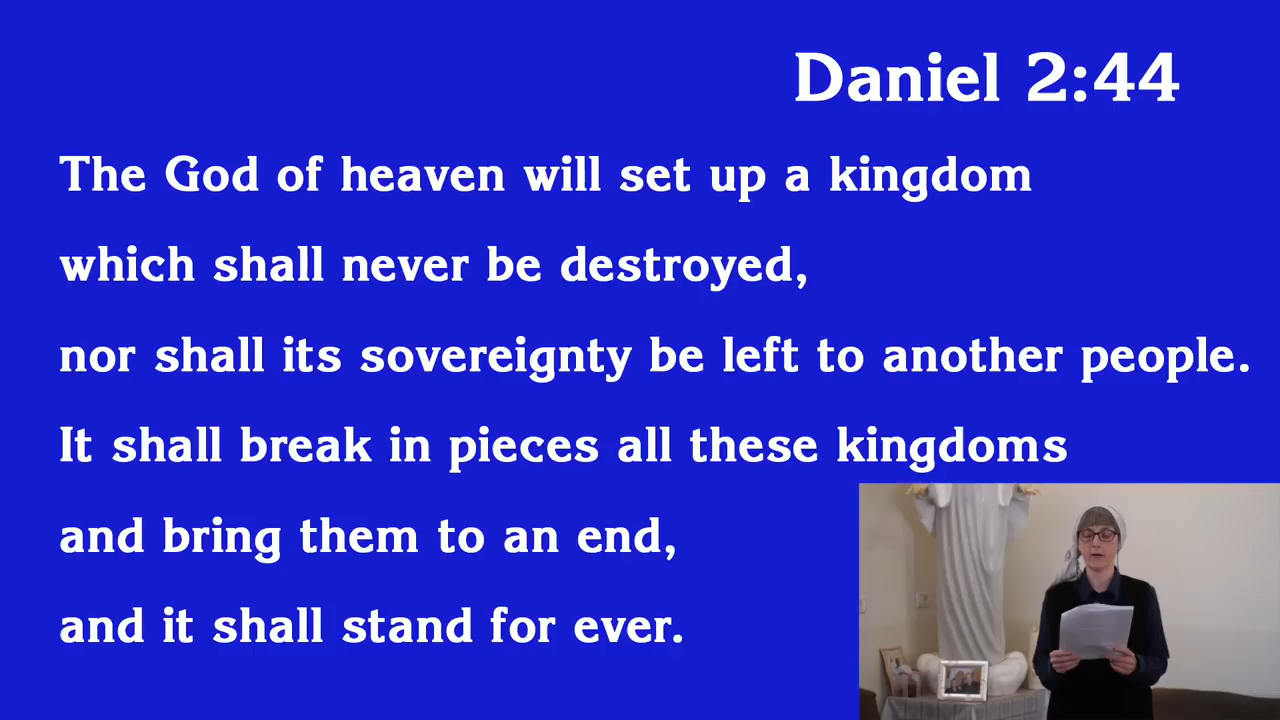 Daniel 2:44
The God of heaven will set up a kingdom
which shall never be destroyed,
nor shall its sovereignty be left to another people.
It shall break in pieces all these kingdoms
and bring them to an end,
and it shall stand for ever.